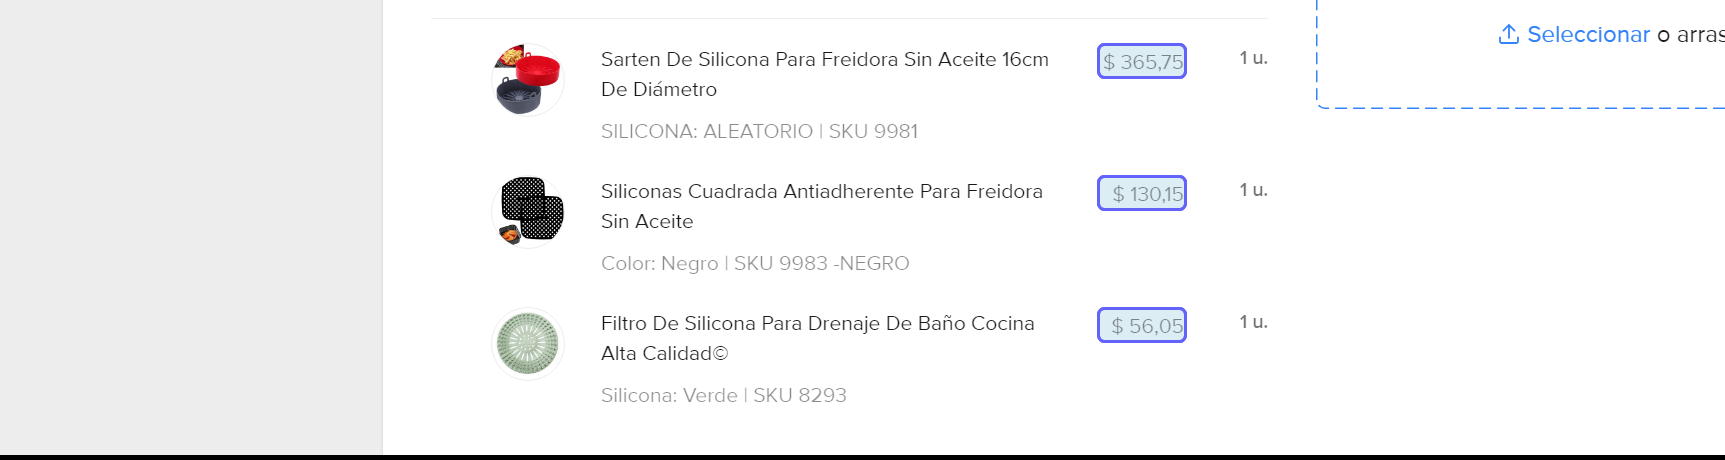 Seleccionar o arras
Sarten De Silicona Para Freidora Sin Aceite 16cm
De Diámetro
$ 365,75
1 u.
SILICONA: ALEATORIO | SKU 9981
Siliconas Cuadrada Antiadherente Para Freidora
Sin Aceite
$ 130,15
1 u.
Color: Negro | SKU 9983 -NEGRO
Filtro De Silicona Para Drenaje De Baño Cocina
Alta Calidad©
$ 56,05
1 u.
Silicona: Verde | SKU 8293